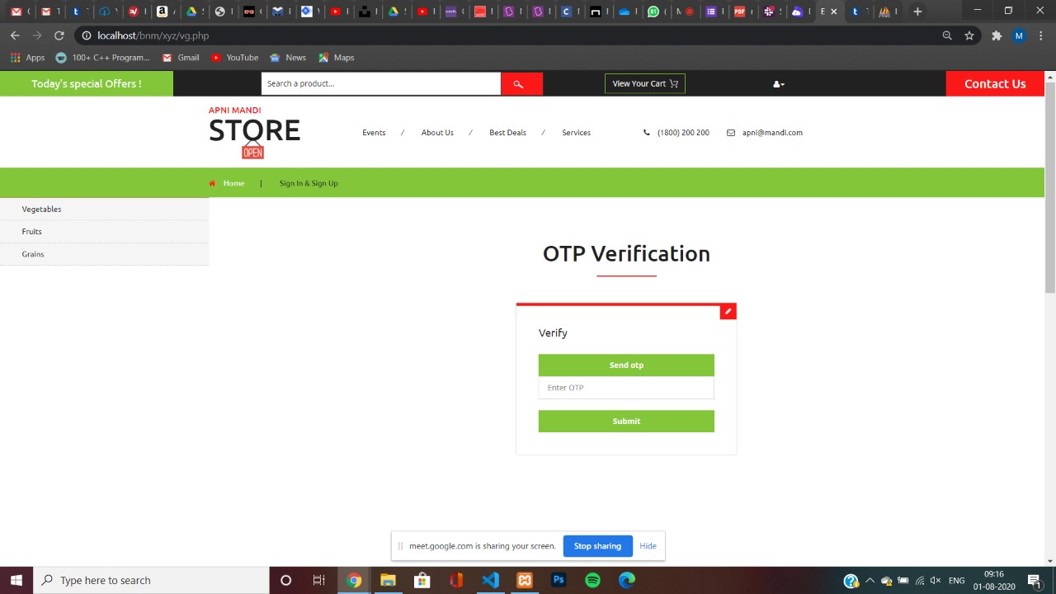 localhost/bnm/xyz/vg.php
M
Apps
100+ C++ Program...
Gmail
YouTube
News
Maps
Today's special Offers !
Search a product...
View Your Cart
Contact Us
APNI MANDI
STORE
OPEN
Events / About Us / Best Deals / Services
(1800) 200 200
apni@mandi.com
Home | Sign In & Sign Up
Vegetables
Fruits
Grains
OTP Verification
Verify
Send otp
Enter OTP
Submit
meet.google.com is sharing your screen.
Stop sharing
Hide
Type here to search
Ps
ENG
09:16
01-08-2020
1